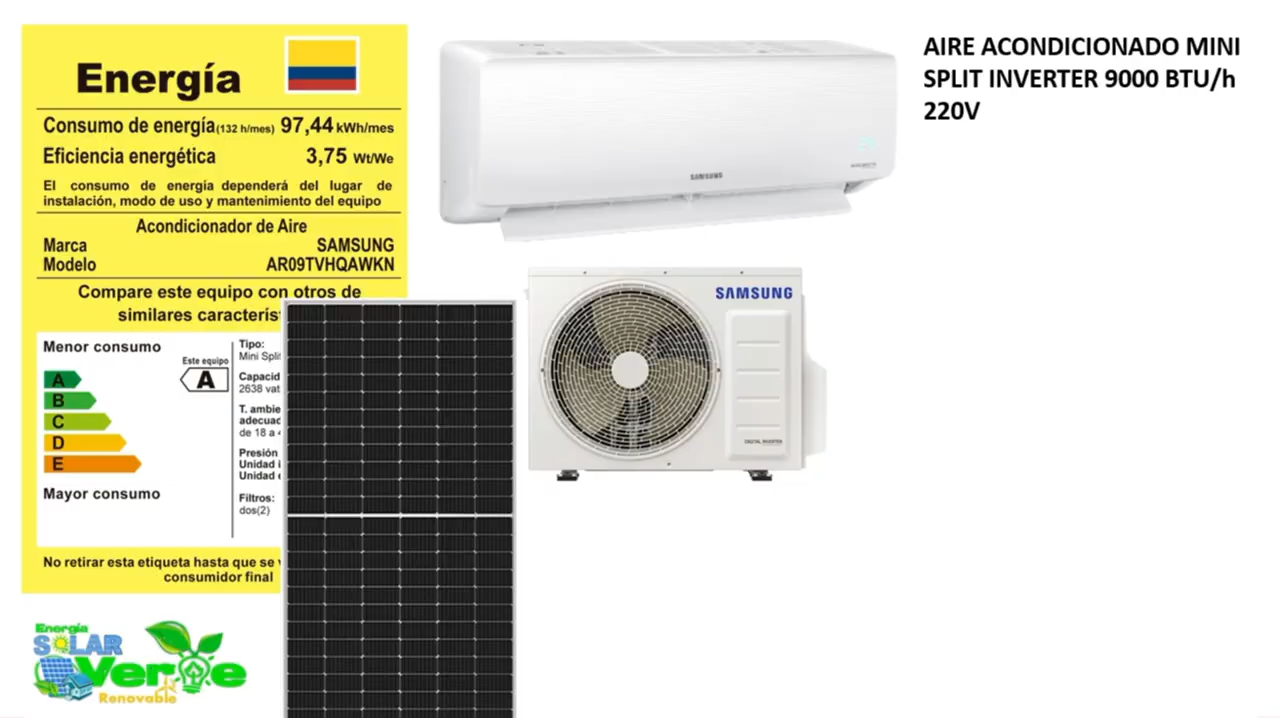 Energía
Consumo de energía(132 h/mes) 97,44 kWh/mes
Eficiencia energética 3,75 Wt/We
El consumo de energía dependerá del lugar de
instalación, modo de uso y mantenimiento del equipo
Acondicionador de Aire
Marca SAMSUNG
Modelo AR09TVHQAWKN
Compare este equipo con otros de
similares caracterís
Menor consumo
Este equipo
A
A
B
C
D
E
Mayor consumo
Tipo:
Mini Split
Capacid
2638 vat
T. ambie
adecuad
de 18 a
Presión
Unidad i
Unidad e
Filtros:
dos(2)
No retirar esta etiqueta hasta que se
consumidor final
Energía
SOLAR
Verde
Renovable
SAMSUNG
SAMSUNG
DIGITAL INVERTER
AIRE ACONDICIONADO MINI
SPLIT INVERTER 9000 BTU/h
220V